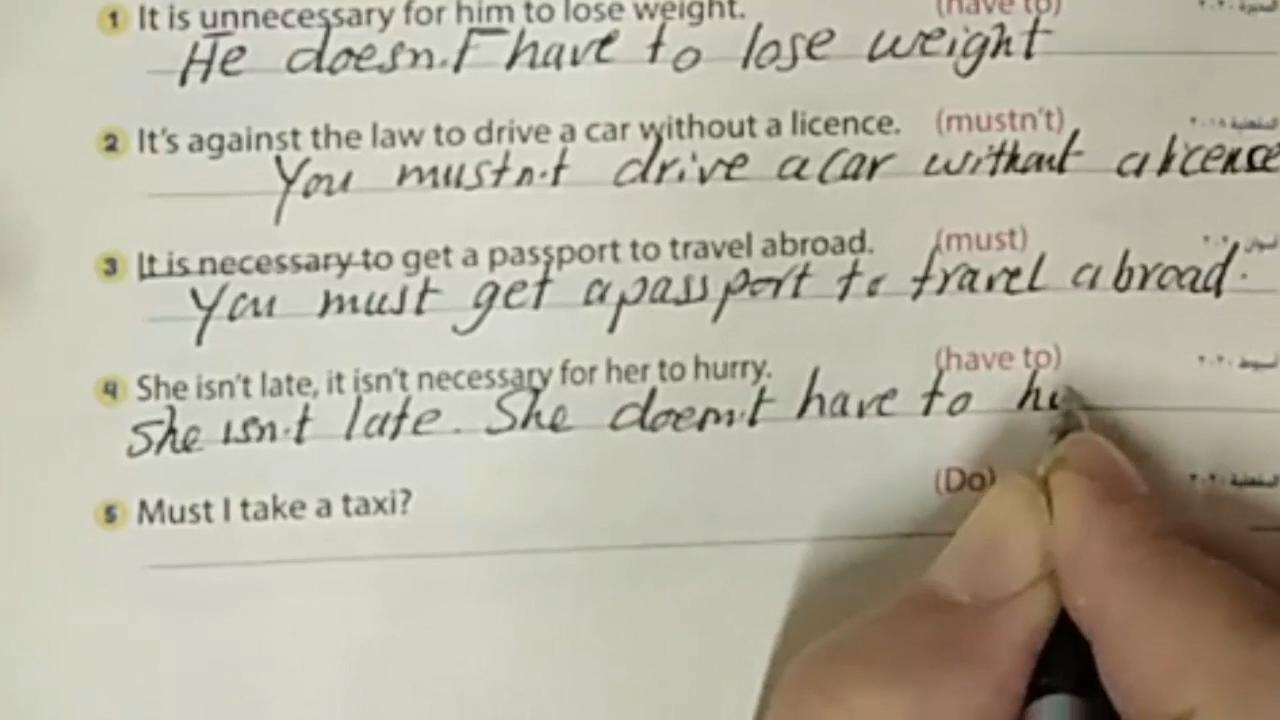 1 It is unnecessary for him to lose weight. (have to)
He doesn't have to lose weight
2 It's against the law to drive a car without a licence. (mustn't)
You mustn't drive a car without a licence
3 It is necessary to get a passport to travel abroad. (must)
You must get a passport to travel abroad.
4 She isn't late, it isn't necessary for her to hurry. (have to)
She isn't late. She doesn't have to hu
5 Must I take a taxi? (Do)